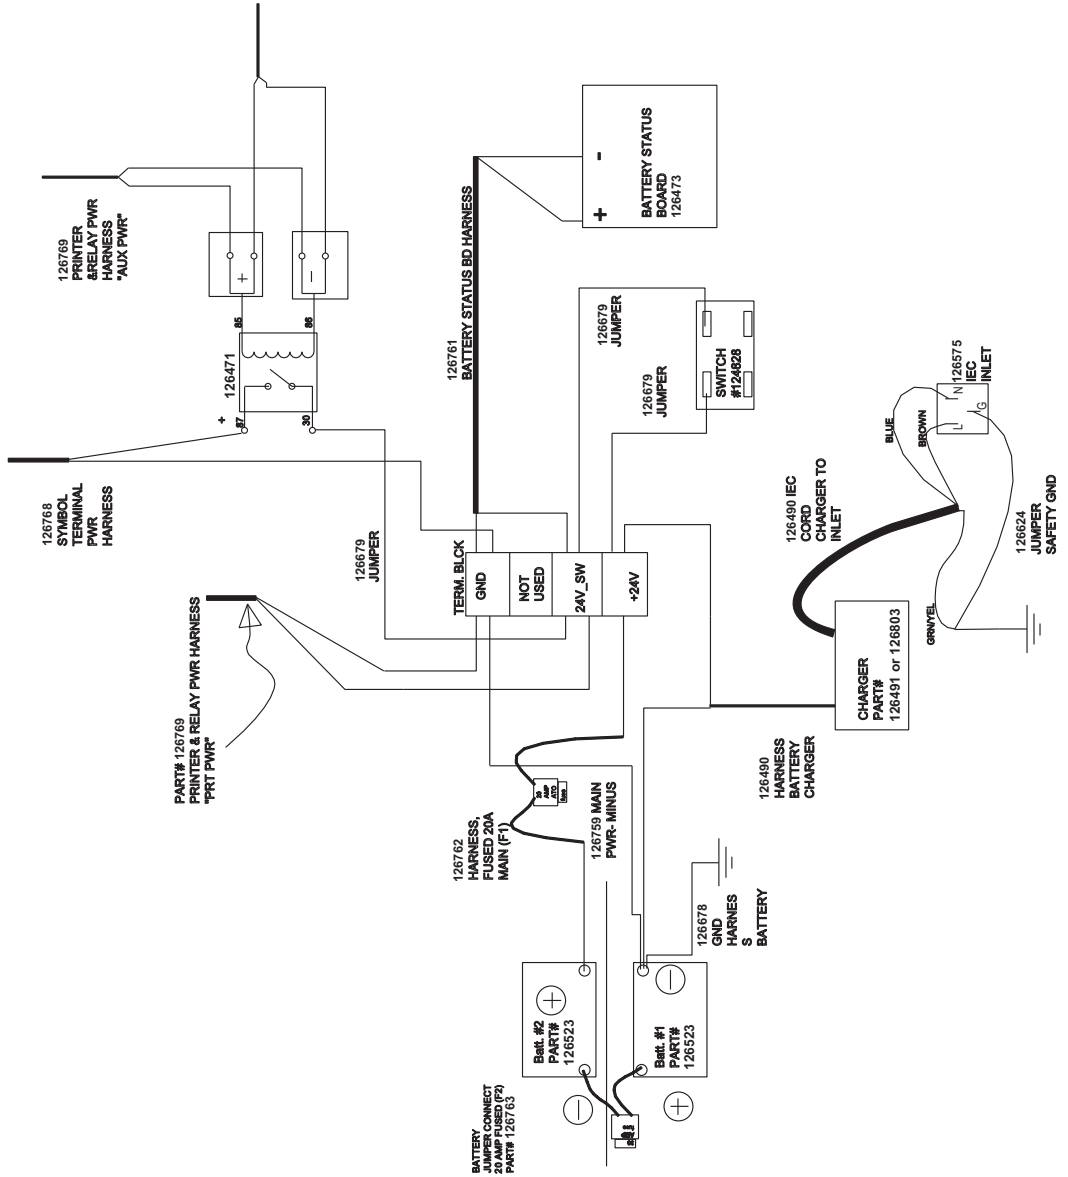 126769
PRINTER
&RELAY PWR
HARNESS
"AUX PWR"
+
−
85
86
126471
+
87
30
126768
SYMBOL
TERMINAL
PWR
HARNESS
126679
JUMPER
126761
BATTERY STATUS BD HARNESS
-
+
BATTERY STATUS
BOARD
126473
126679
JUMPER
126679
JUMPER
SWITCH
#124828
TERM. BLCK
GND
NOT
USED
24V_SW
+24V
PART# 126769
PRINTER & RELAY PWR HARNESS
"PRT PWR"
126490 IEC
CORD
CHARGER TO
INLET
BLUE
BROWN
N
L
G
126575
IEC
INLET
126624
JUMPER
SAFETY GND
GRN/YEL
CHARGER
PART#
126491 or 126803
126490
HARNESS
BATTERY
CHARGER
126762
HARNESS,
FUSED 20A
MAIN (F1)
20
AMP
ATO
126759 MAIN
PWR- MINUS
126678
GND
HARNES
S
BATTERY
Batt. #2
PART#
126523
+
−
Batt. #1
PART#
126523
−
+
BATTERY
JUMPER CONNECT
20 AMP FUSED (F2)
PART# 126763